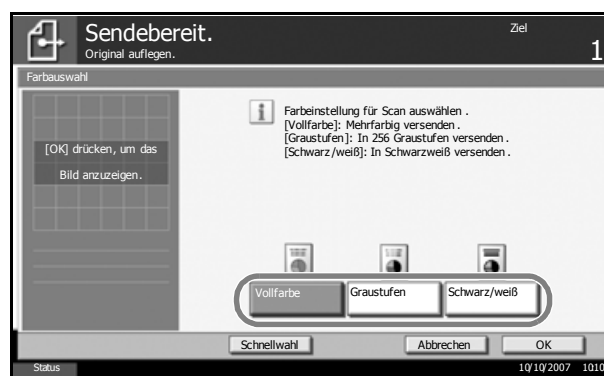 Sendebereit.
Original auflegen.
Ziel
1
Farbauswahl
[OK] drücken, um das
Bild anzuzeigen.
Farbeinstellung für Scan auswählen .
[Vollfarbe]: Mehrfarbig versenden .
[Graustufen]: In 256 Graustufen versenden .
[Schwarz/weiß]: In Schwarzweiß versenden .
Vollfarbe
Graustufen
Schwarz/weiß
Schnellwahl
Abbrechen
OK
Status
10/10/2007 1010